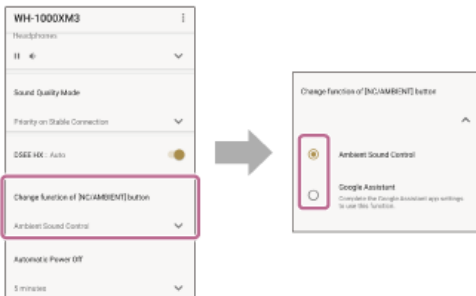 WH-1000XM3
Headphones
Sound Quality Mode
Priority on Stable Connection
DSEE HX : Auto
Change function of [NC/AMBIENT] button
Ambient Sound Control
Automatic Power Off
5 minutes
Change function of [NC/AMBIENT] button
Ambient Sound Control
Google Assistant
Complete the Google Assistant app settings
to use this function.